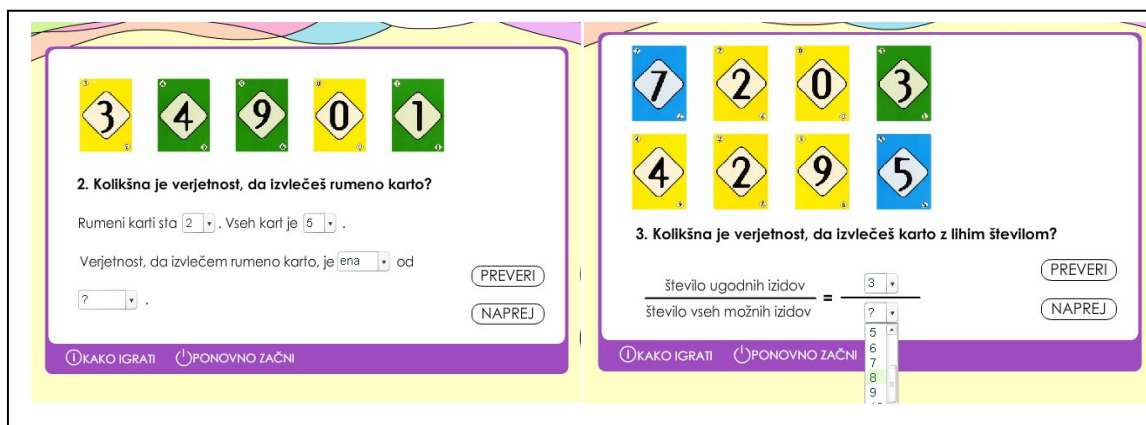 3 4 9 0 1
2. Kolikšna je verjetnost, da izvlečeš rumeno karto?
Rumeni karti sta 2 . Vseh kart je 5 .
Verjetnost, da izvlečem rumeno karto, je ena od
? .
PREVERI
NAPREJ
KAKO IGRATI PONOVNO ZAČNI
7 2 0 3
4 2 9 5
3. Kolikšna je verjetnost, da izvlečeš karto z lihim številom?
število ugodnih izidov = 3
število vseh možnih izidov ?
5
6
7
8
9
PREVERI
NAPREJ
KAKO IGRATI PONOVNO ZAČNI